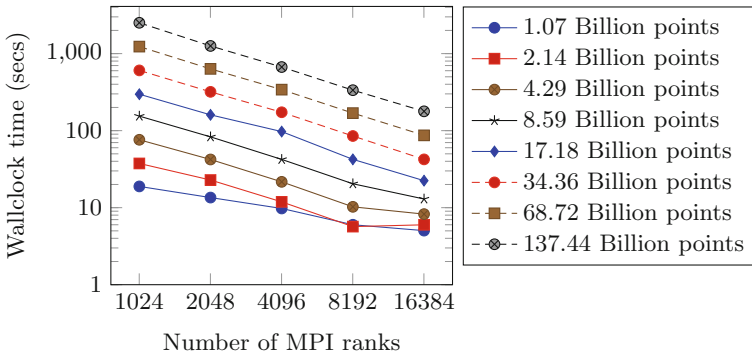 Wallclock time (secs)
1,000
100
10
1
1024 2048 4096 8192 16384
Number of MPI ranks
1.07 Billion points
2.14 Billion points
4.29 Billion points
8.59 Billion points
17.18 Billion points
34.36 Billion points
68.72 Billion points
137.44 Billion points